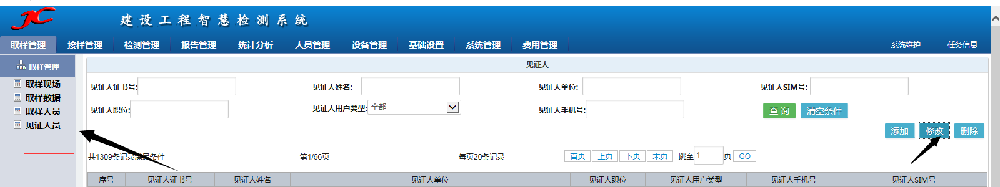 JC
建设工程智慧检测系统
取样管理 接样管理 检测管理 报告管理 统计分析 人员管理 设备管理 基础设置 系统管理 费用管理 系统维护 任务信息
取样管理
取样现场
取样数据
取样人员
见证人员
见证人
见证人证书号: 见证人姓名: 见证人单位: 见证人SIM号:
见证人职位: 见证人用户类型: 全部 见证人手机号: 查 询 清空条件
添加 修改 删除
共1309条记录满足条件 第1/66页 每页20条记录 首页 上页 下页 末页 跳至 1 页 GO
序号 见证人证书号 见证人姓名 见证人单位 见证人职位 见证人用户类型 见证人手机号 见证人SIM号